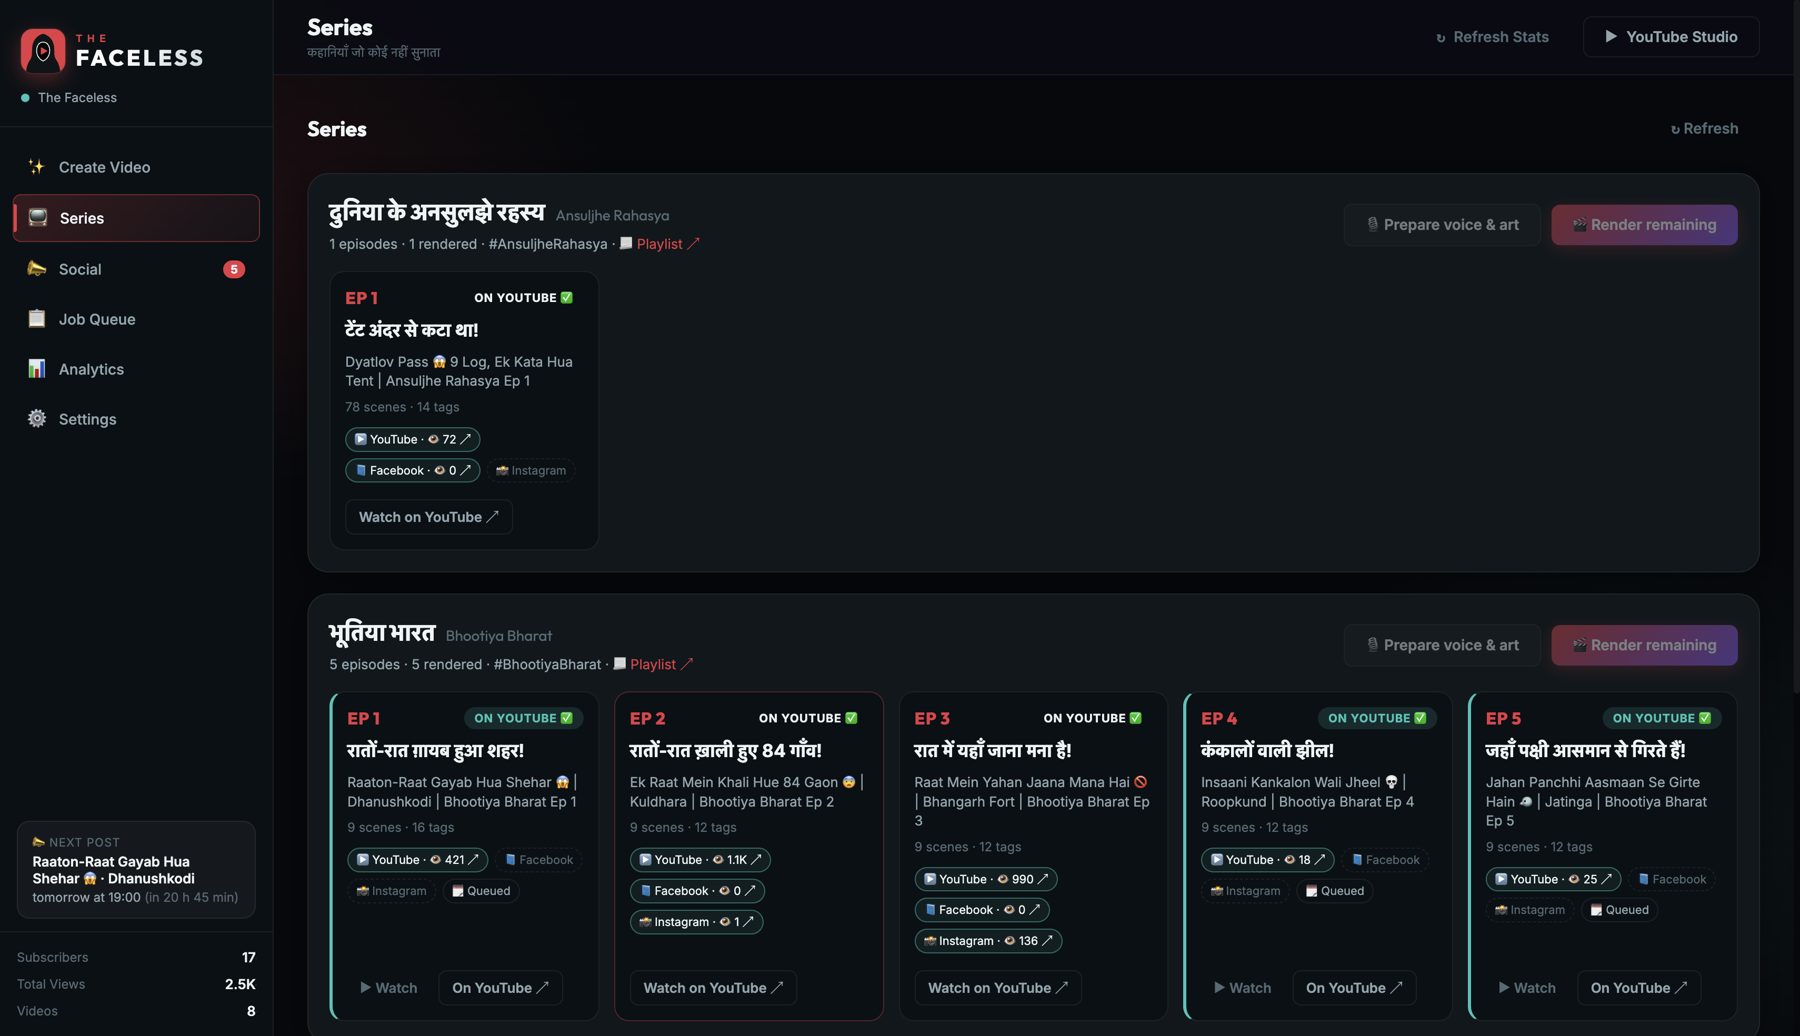 THE
FACELESS
The Faceless
Create Video
Series
Social
5
Job Queue
Analytics
Settings
NEXT POST
Raaton-Raat Gayab Hua
Shehar 😱 · Dhanushkodi
tomorrow at 19:00 (in 20 h 45 min)
Subscribers 17
Total Views 2.5K
Videos 8
Series
कहानियाँ जो कोई नहीं सुनाता
↻ Refresh Stats
▶ YouTube Studio
Series
↻ Refresh
दुनिया के अनसुलझे रहस्य Ansuljhe Rahasya
1 episodes · 1 rendered · #AnsuljheRahasya · Playlist ↗
Prepare voice & art
Render remaining
EP 1
ON YOUTUBE ✅
टेंट अंदर से कटा था!
Dyatlov Pass 😱 9 Log, Ek Kata Hua
Tent | Ansuljhe Rahasya Ep 1
78 scenes · 14 tags
YouTube · 👁 72 ↗
Facebook · 👁 0 ↗
Instagram
Watch on YouTube ↗
भूतिया भारत Bhootiya Bharat
5 episodes · 5 rendered · #BhootiyaBharat · Playlist ↗
Prepare voice & art
Render remaining
EP 1
ON YOUTUBE ✅
रातों-रात ग़ायब हुआ शहर!
Raaton-Raat Gayab Hua Shehar 😱 |
Dhanushkodi | Bhootiya Bharat Ep 1
9 scenes · 16 tags
YouTube · 👁 421 ↗
Facebook
Instagram
Queued
▶ Watch
On YouTube ↗
EP 2
ON YOUTUBE ✅
रातों-रात ख़ाली हुए 84 गाँव!
Ek Raat Mein Khali Hue 84 Gaon 😨 |
Kuldhara | Bhootiya Bharat Ep 2
9 scenes · 12 tags
YouTube · 👁 1.1K ↗
Facebook · 👁 0 ↗
Instagram · 👁 1 ↗
Watch on YouTube ↗
EP 3
ON YOUTUBE ✅
रात में यहाँ जाना मना है!
Raat Mein Yahan Jaana Mana Hai 🚫
| Bhangarh Fort | Bhootiya Bharat Ep
3
9 scenes · 12 tags
YouTube · 👁 990 ↗
Facebook · 👁 0 ↗
Instagram · 👁 136 ↗
Watch on YouTube ↗
EP 4
ON YOUTUBE ✅
कंकालों वाली झील!
Insaani Kankalon Wali Jheel 💀 |
Roopkund | Bhootiya Bharat Ep 4
9 scenes · 12 tags
YouTube · 👁 18 ↗
Facebook
Instagram
Queued
▶ Watch
On YouTube ↗
EP 5
ON YOUTUBE ✅
जहाँ पक्षी आसमान से गिरते हैं!
Jahan Panchhi Aasmaan Se Girte
Hain 🐦 | Jatinga | Bhootiya Bharat
Ep 5
9 scenes · 12 tags
YouTube · 👁 25 ↗
Facebook
Instagram
Queued
▶ Watch
On YouTube ↗